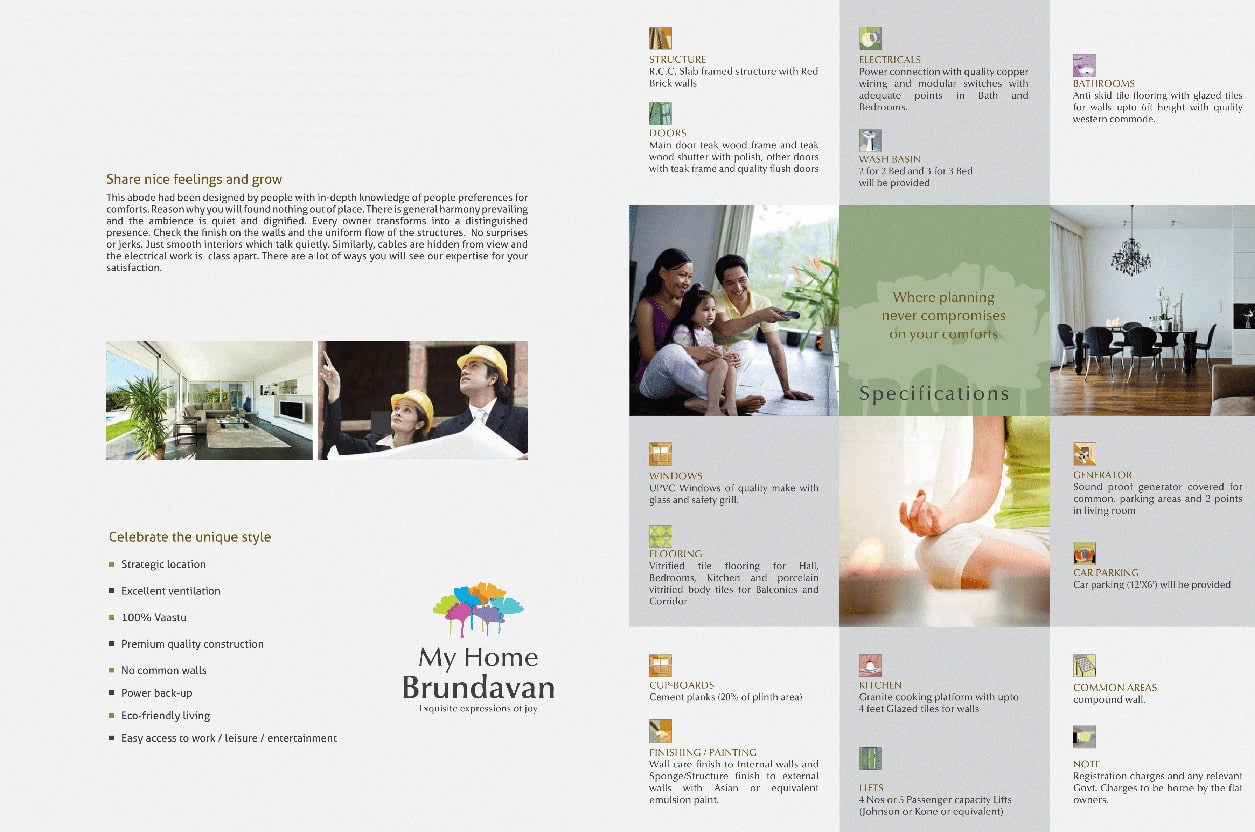 Share nice feelings and grow
This abode had been designed by people with in-depth knowledge of people preferences for
comforts. Reason why you will found nothing out of place. There is general harmony prevailing
and the ambience is quiet and dignified. Every owner transforms into a distinguished
presence. Check the finish on the walls and the uniform flow of the structures. No surprises
or jerks. Just smooth interiors which talk quietly. Similarly, cables are hidden from view and
the electrical work is class apart. There are a lot of ways you will see our expertise for your
satisfaction.
Celebrate the unique style
Strategic location
Excellent ventilation
100% Vaastu
Premium quality construction
No common walls
Power back-up
Eco-friendly living
Easy access to work / leisure / entertainment
My Home
Brundavan
Exquisite expressions of joy
STRUCTURE
R.C.C. Slab framed structure with Red
Brick walls
DOORS
Main door teak wood frame and teak
wood shutter with polish, other doors
with teak frame and quality flush doors
ELECTRICALS
Power connection with quality copper
wiring and modular switches with
adequate points in Bath and
Bedrooms.
WASH BASIN
2 for 2 Bed and 3 for 3 Bed
will be provided
BATHROOMS
Anti skid tile flooring with glazed tiles
for walls upto 6ft height with quality
western commode.
Where planning
never compromises
on your comforts
Specifications
WINDOWS
UPVC Windows of quality make with
glass and safety grill.
FLOORING
Vitrified tile flooring for Hall,
Bedrooms, Kitchen and porcelain
vitrified body tiles for Balconies and
Corridor
GENERATOR
Sound proof generator covered for
common, parking areas and 2 points
in living room
CAR PARKING
Car parking (12'X6') will be provided
CUP-BOARDS
Cement planks (20% of plinth area)
FINISHING / PAINTING
Wall care finish to Internal walls and
Sponge/Structure finish to external
walls with Asian or equivalent
emulsion paint.
KITCHEN
Granite cooking platform with upto
4 feet Glazed tiles for walls
LIFTS
4 Nos or 5 Passenger capacity Lifts
(Johnson or Kone or equivalent)
COMMON AREAS
compound wall.
NOTE
Registration charges and any relevant
Govt. Charges to be borne by the flat
owners.